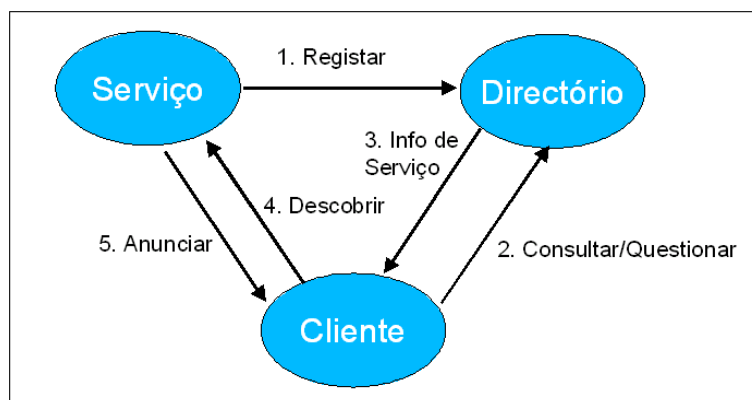 1. Registar
Serviço
Directório
3. Info de
Serviço
4. Descobrir
5. Anunciar
2. Consultar/Questionar
Cliente